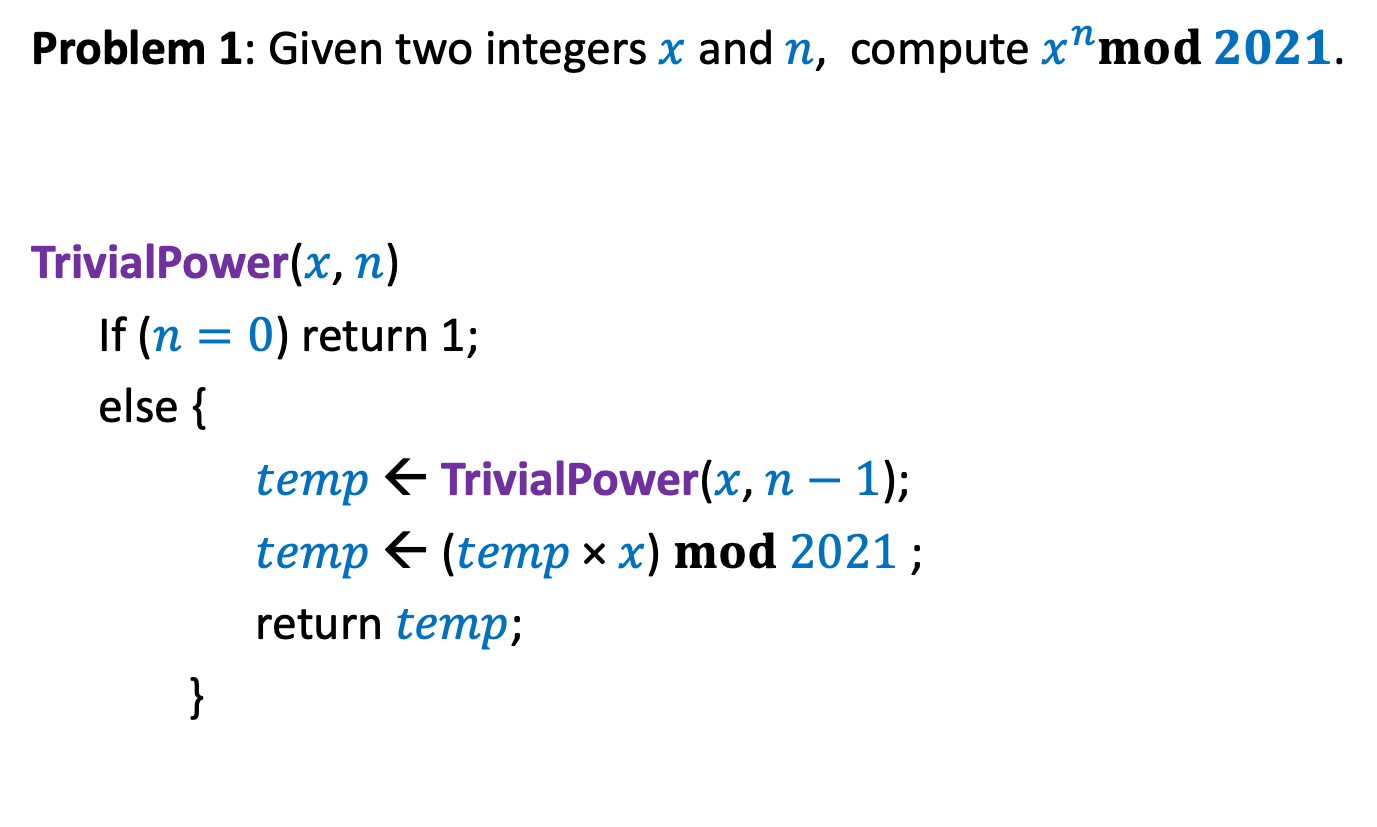 Problem 1: Given two integers x and n, compute xⁿmod 2021.
TrivialPower(x, n)
If (n = 0) return 1;
else {
temp ← TrivialPower(x, n − 1);
temp ← (temp × x) mod 2021 ;
return temp;
}